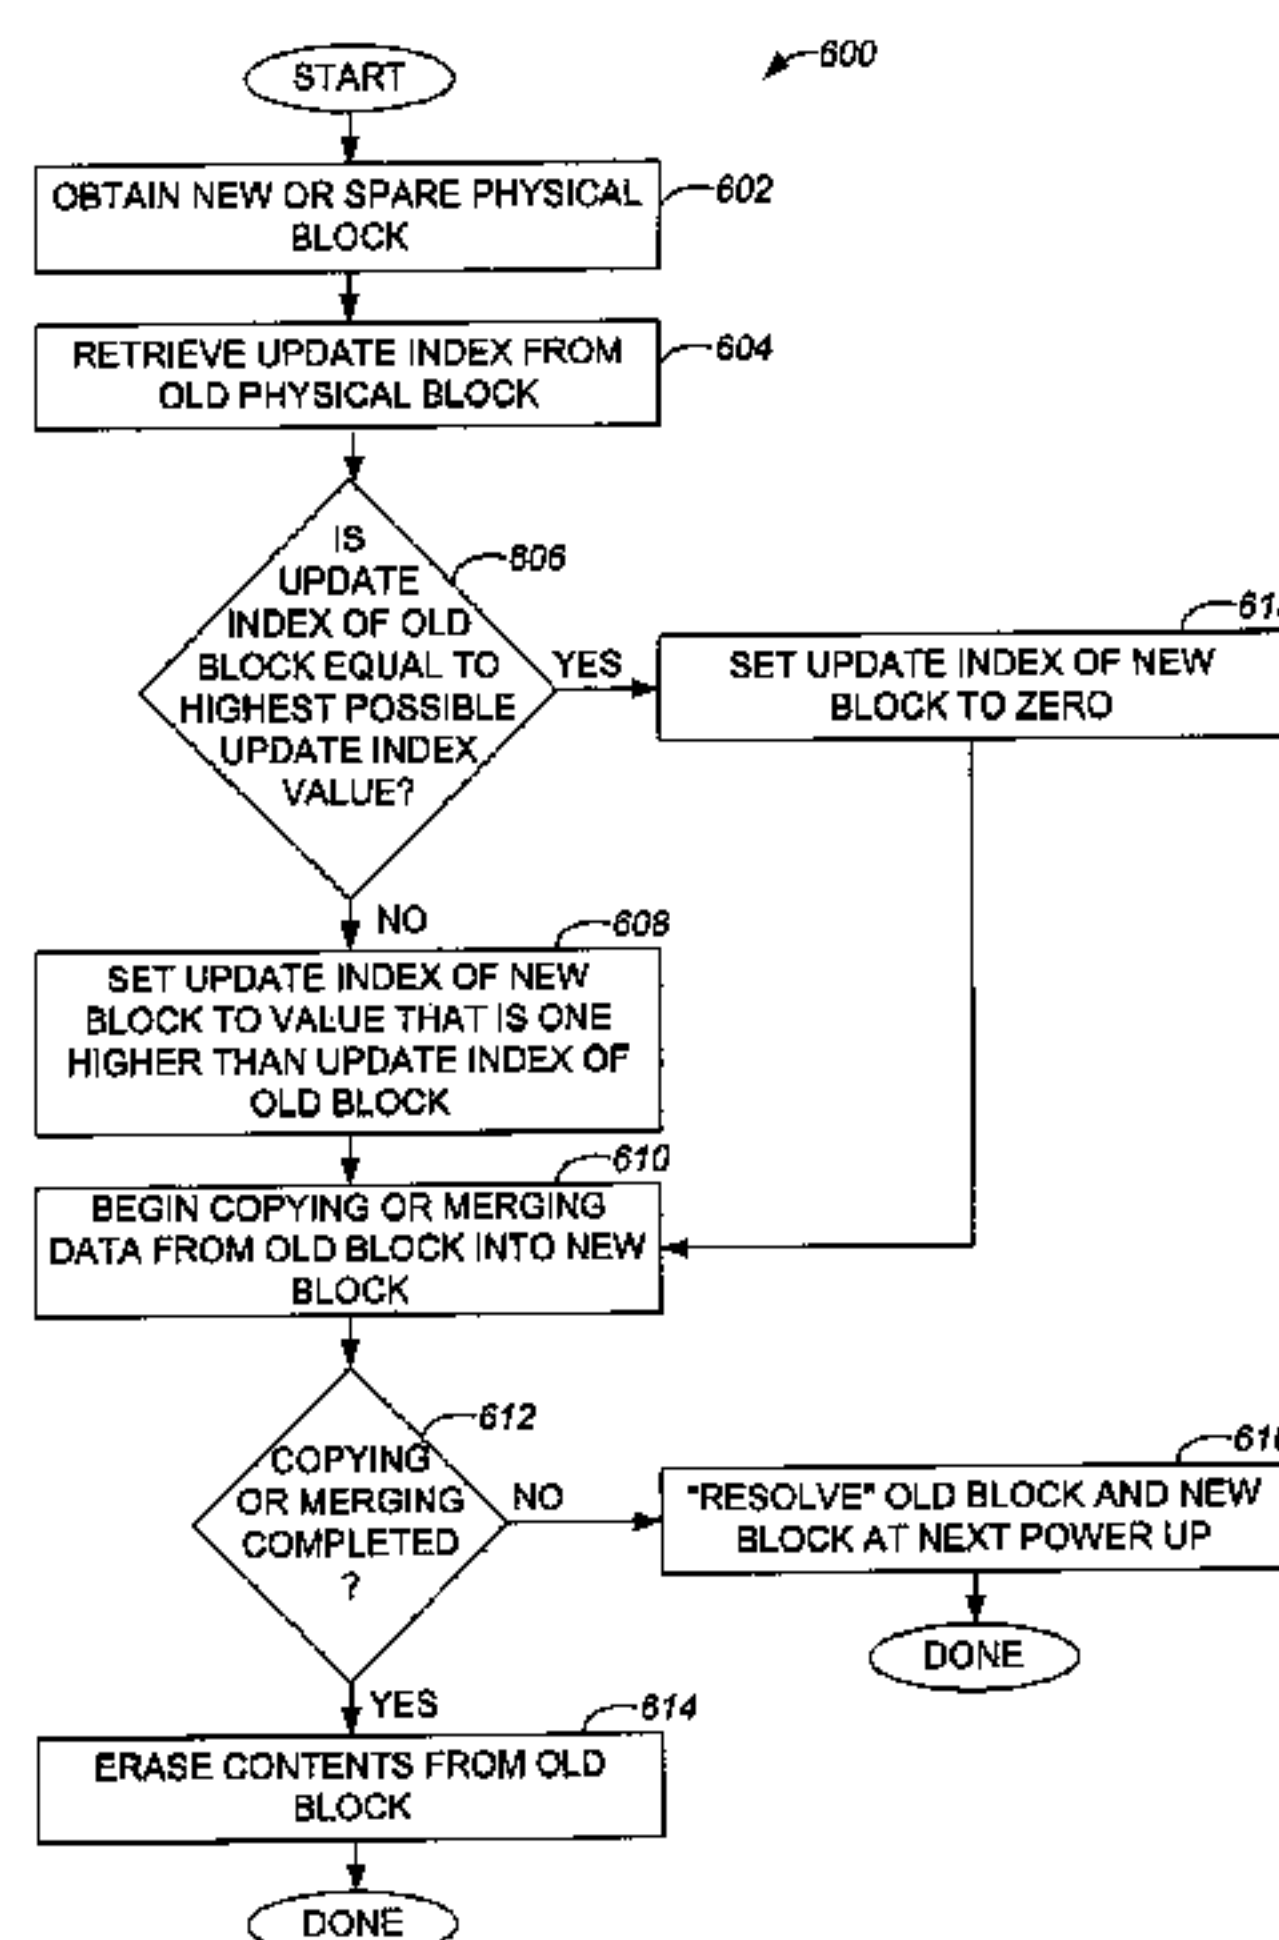 600
START
OBTAIN NEW OR SPARE PHYSICAL
BLOCK
602
RETRIEVE UPDATE INDEX FROM
OLD PHYSICAL BLOCK
604
IS
UPDATE
INDEX OF OLD
BLOCK EQUAL TO
HIGHEST POSSIBLE
UPDATE INDEX
VALUE?
606
YES
SET UPDATE INDEX OF NEW
BLOCK TO ZERO
NO
608
SET UPDATE INDEX OF NEW
BLOCK TO VALUE THAT IS ONE
HIGHER THAN UPDATE INDEX OF
OLD BLOCK
610
BEGIN COPYING OR MERGING
DATA FROM OLD BLOCK INTO NEW
BLOCK
612
COPYING
OR MERGING
COMPLETED
?
NO
"RESOLVE" OLD BLOCK AND NEW
BLOCK AT NEXT POWER UP
DONE
YES
614
ERASE CONTENTS FROM OLD
BLOCK
DONE